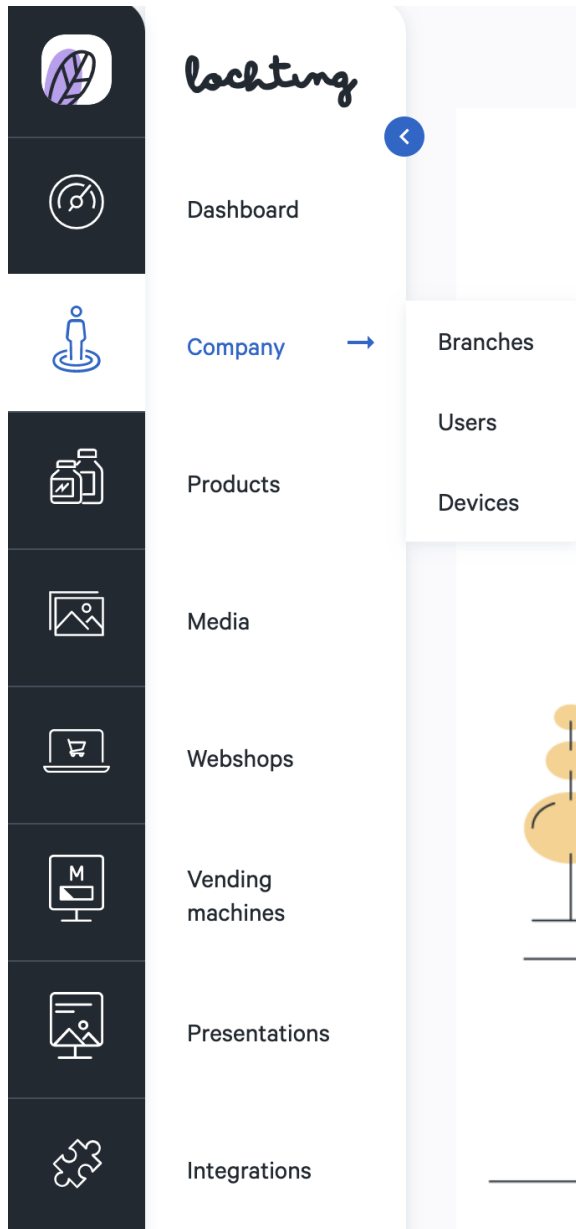 lochting
Dashboard
Company
Branches
Users
Devices
Products
Media
Webshops
M
Vending
machines
Presentations
Integrations